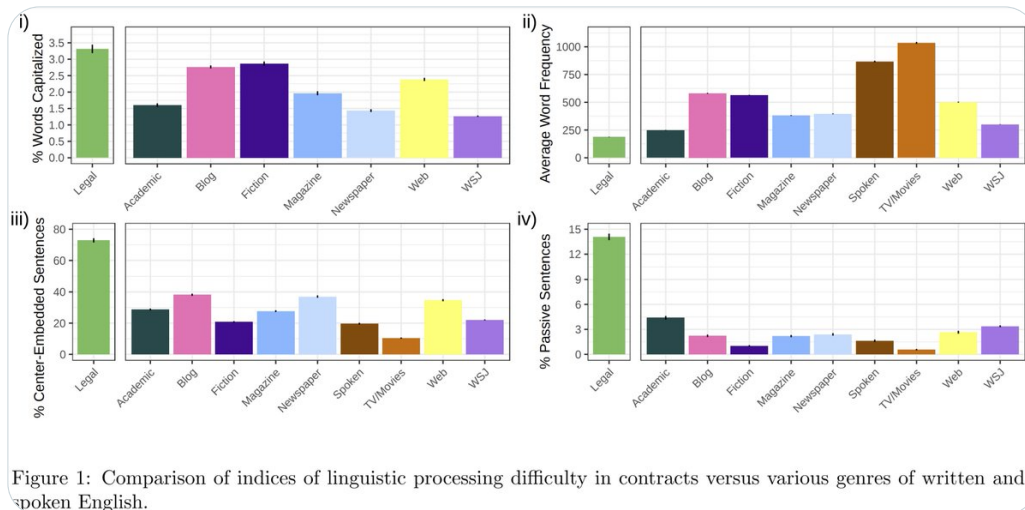 i)
% Words Capitalized
3.5
3.0
2.5
2.0
1.5
1.0
0.5
0.0
Legal
Academic
Blog
Fiction
Magazine
Newspaper
Web
WSJ
ii)
Average Word Frequency
1000
750
500
250
0
Legal
Academic
Blog
Fiction
Magazine
Newspaper
Spoken
TV/Movies
Web
WSJ
iii)
% Center-Embedded Sentences
80
60
40
20
0
Legal
Academic
Blog
Fiction
Magazine
Newspaper
Spoken
TV/Movies
Web
WSJ
iv)
% Passive Sentences
15
12
9
6
3
0
Legal
Academic
Blog
Fiction
Magazine
Newspaper
Spoken
TV/Movies
Web
WSJ
Figure 1: Comparison of indices of linguistic processing difficulty in contracts versus various genres of written and
spoken English.